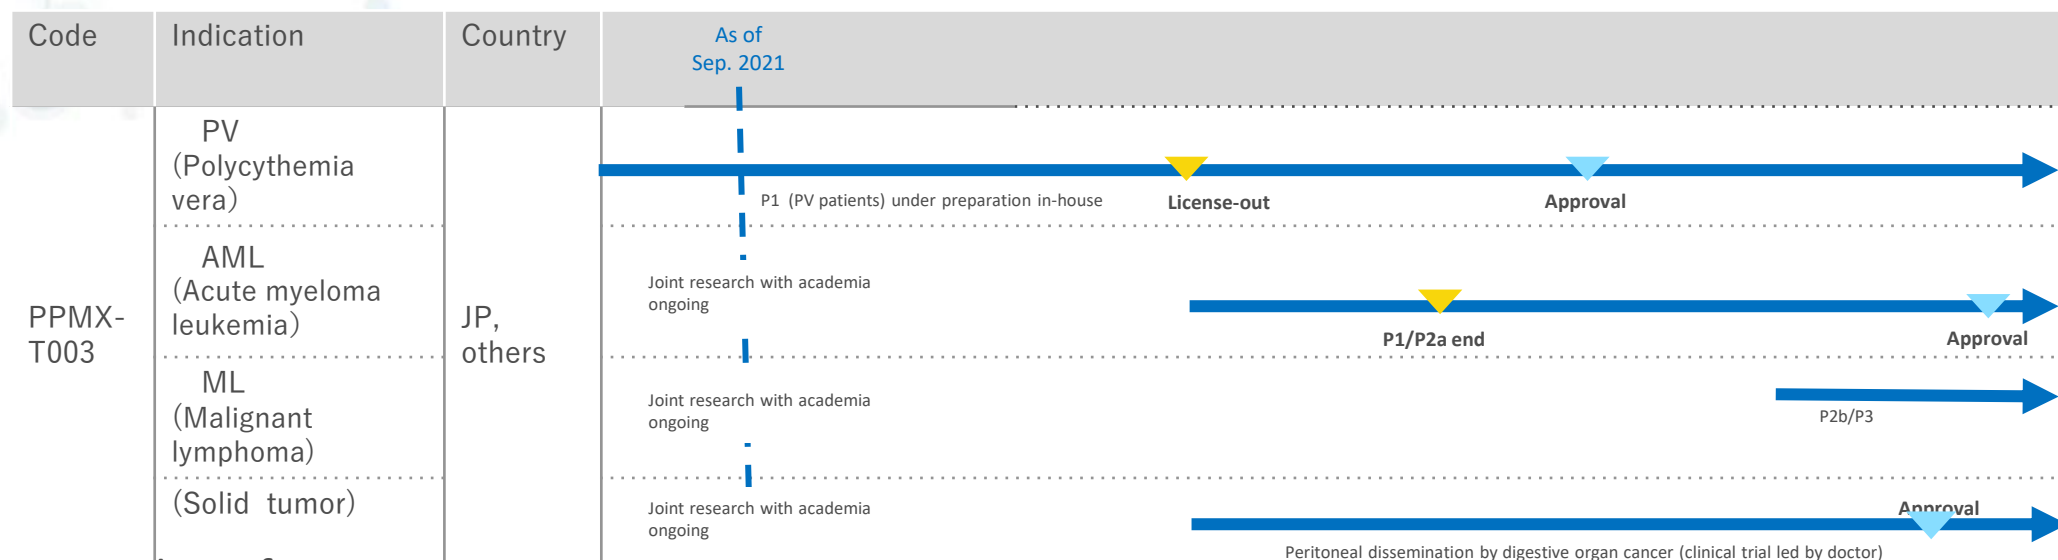 Code Indication Country As of
Sep. 2021
PPMX-
T003
JP,
others
PV
(Polycythemia
vera)
P1 (PV patients) under preparation in-house
License-out
Approval
AML
(Acute myeloma
leukemia)
Joint research with academia
ongoing
P1/P2a end
Approval
ML
(Malignant
lymphoma)
Joint research with academia
ongoing
P2b/P3
(Solid tumor)
Joint research with academia
ongoing
Approval
Peritoneal dissemination by digestive organ cancer (clinical trial led by doctor)